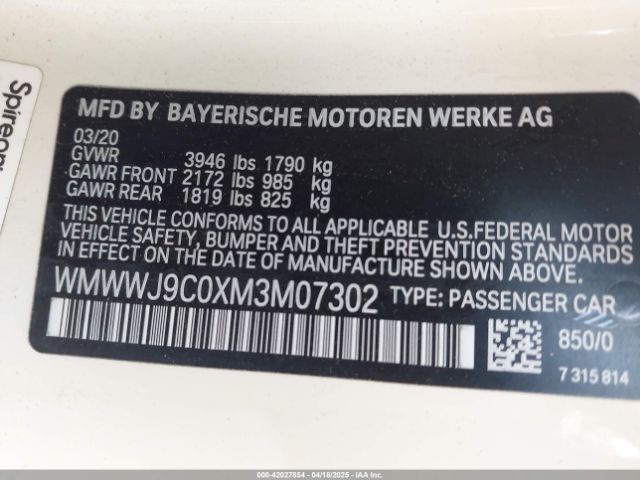 Spireon
MFD BY BAYERISCHE MOTOREN WERKE AG
03/20
GVWR 3946 lbs 1790 kg
GAWR FRONT 2172 lbs 985 kg
GAWR REAR 1819 lbs 825 kg
THIS VEHICLE CONFORMS TO ALL APPLICABLE U.S.FEDERAL MOTOR
VEHICLE SAFETY, BUMPER AND THEFT PREVENTION STANDARDS
IN EFFECT ON THE DATE OF MANUFACTURE SHOWN ABOVE.
WMWWJ9C0XM3M07302 TYPE: PASSENGER CAR
850/0
7 315 814
000-42027654 - 04/18/2025 - IAAI.COM